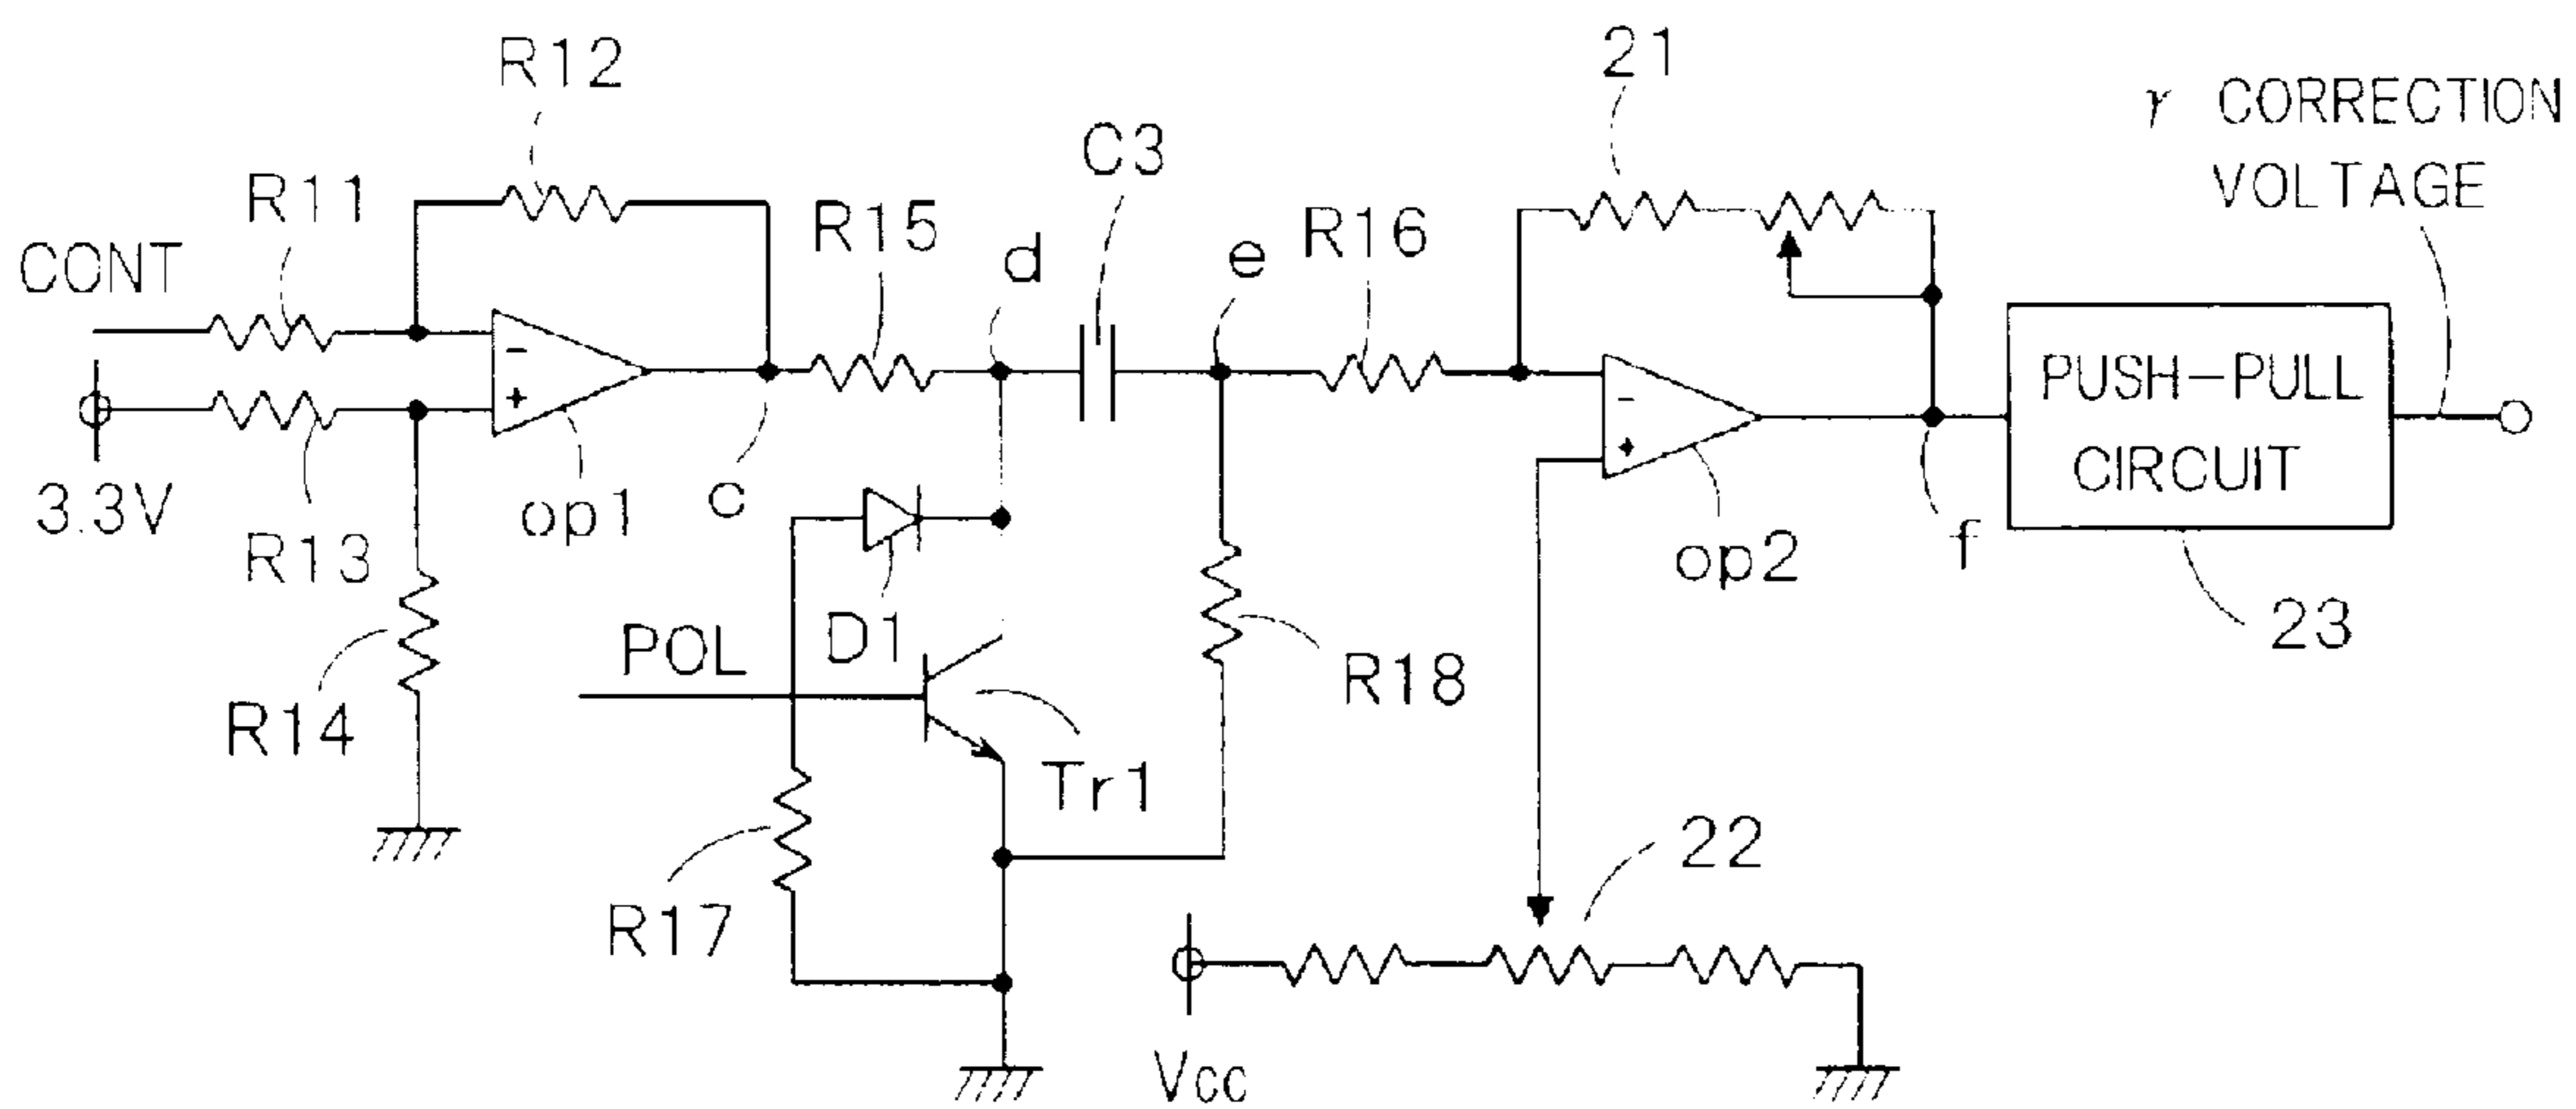 R12
21
γ CORRECTION
VOLTAGE
C3
R11
R15
d
e
R16
CONT
-
+
3.3V
R13
op1
c
-
+
op2
f
PUSH-PULL
CIRCUIT
23
D1
POL
R18
R14
Tr1
22
R17
Vcc